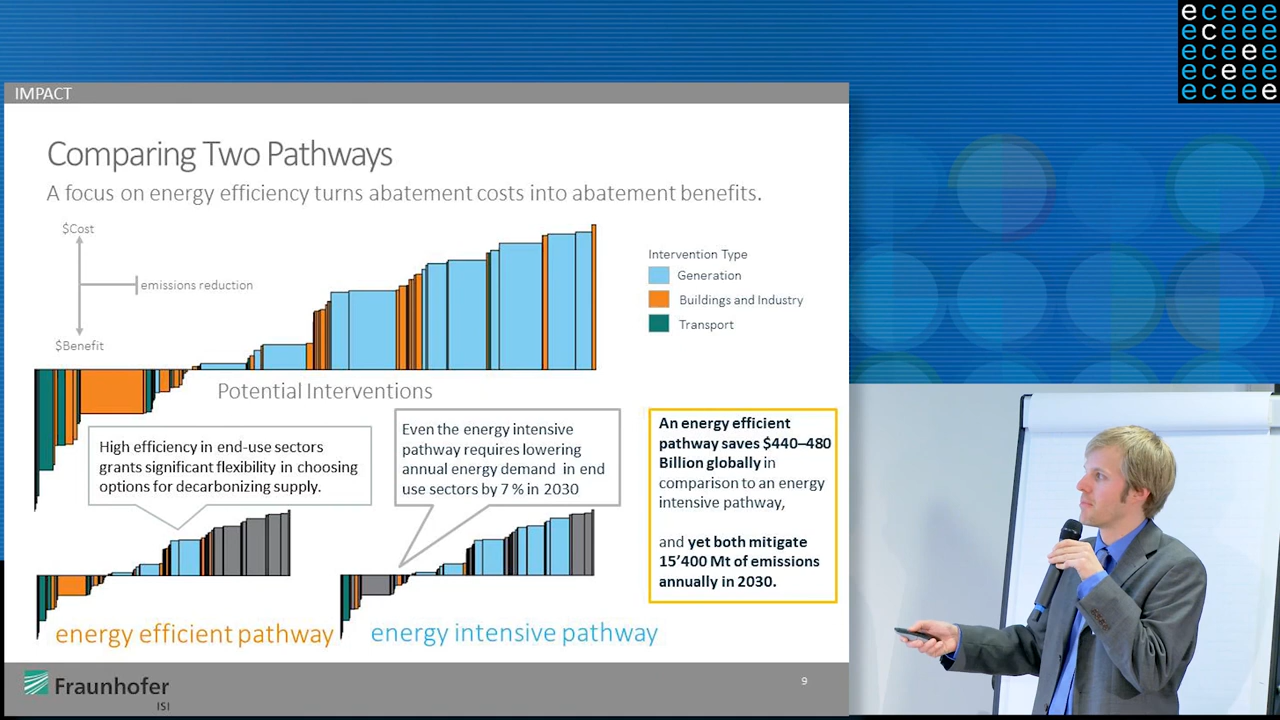 eceee
eceee
eceee
eceee
eceee
IMPACT
Comparing Two Pathways
A focus on energy efficiency turns abatement costs into abatement benefits.
$Cost
emissions reduction
$Benefit
Intervention Type
Generation
Buildings and Industry
Transport
Potential Interventions
High efficiency in end-use sectors
grants significant flexibility in choosing
options for decarbonizing supply.
Even the energy intensive
pathway requires lowering
annual energy demand in end
use sectors by 7 % in 2030
An energy efficient
pathway saves $440–480
Billion globally in
comparison to an energy
intensive pathway,
and yet both mitigate
15’400 Mt of emissions
annually in 2030.
energy efficient pathway
energy intensive pathway
Fraunhofer
ISI
9